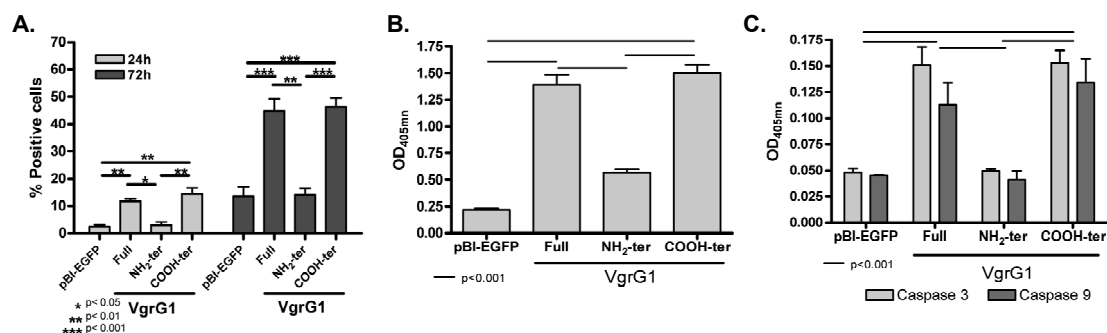 A.
70
60
50
40
30
20
10
0
% Positive cells
24h
72h
**
**
*
**
***
***
**
***
pBI-EGFP
Full
NH2-ter
COOH-ter
pBI-EGFP
Full
NH2-ter
COOH-ter
VgrG1
VgrG1
* p< 0.05
** p< 0.01
*** p< 0.001
B.
1.75
1.50
1.25
1.00
0.75
0.50
0.25
0.00
OD405mn
pBI-EGFP
Full
NH2-ter
COOH-ter
p<0.001
VgrG1
C.
0.175
0.150
0.125
0.100
0.075
0.050
0.025
0.000
OD405mn
pBI-EGFP
Full
NH2-ter
COOH-ter
p<0.001
VgrG1
Caspase 3
Caspase 9